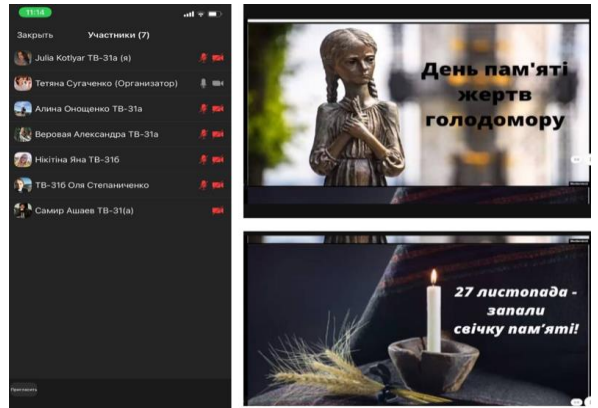 11:14
Закрыть Участники (7)
Julia Kotlyar ТВ-31а (я)
Тетяна Сугаченко (Организатор)
Алина Онощенко ТВ-31а
Веровая Александра ТВ-31а
Нікітіна Яна ТВ-31б
ТВ-31б Оля Степаниченко
Самир Ашаев ТВ-31(а)
Пригласить
День пам'яті
жертв
голодомору
27 листопада -
запали
свічку пам'яті!